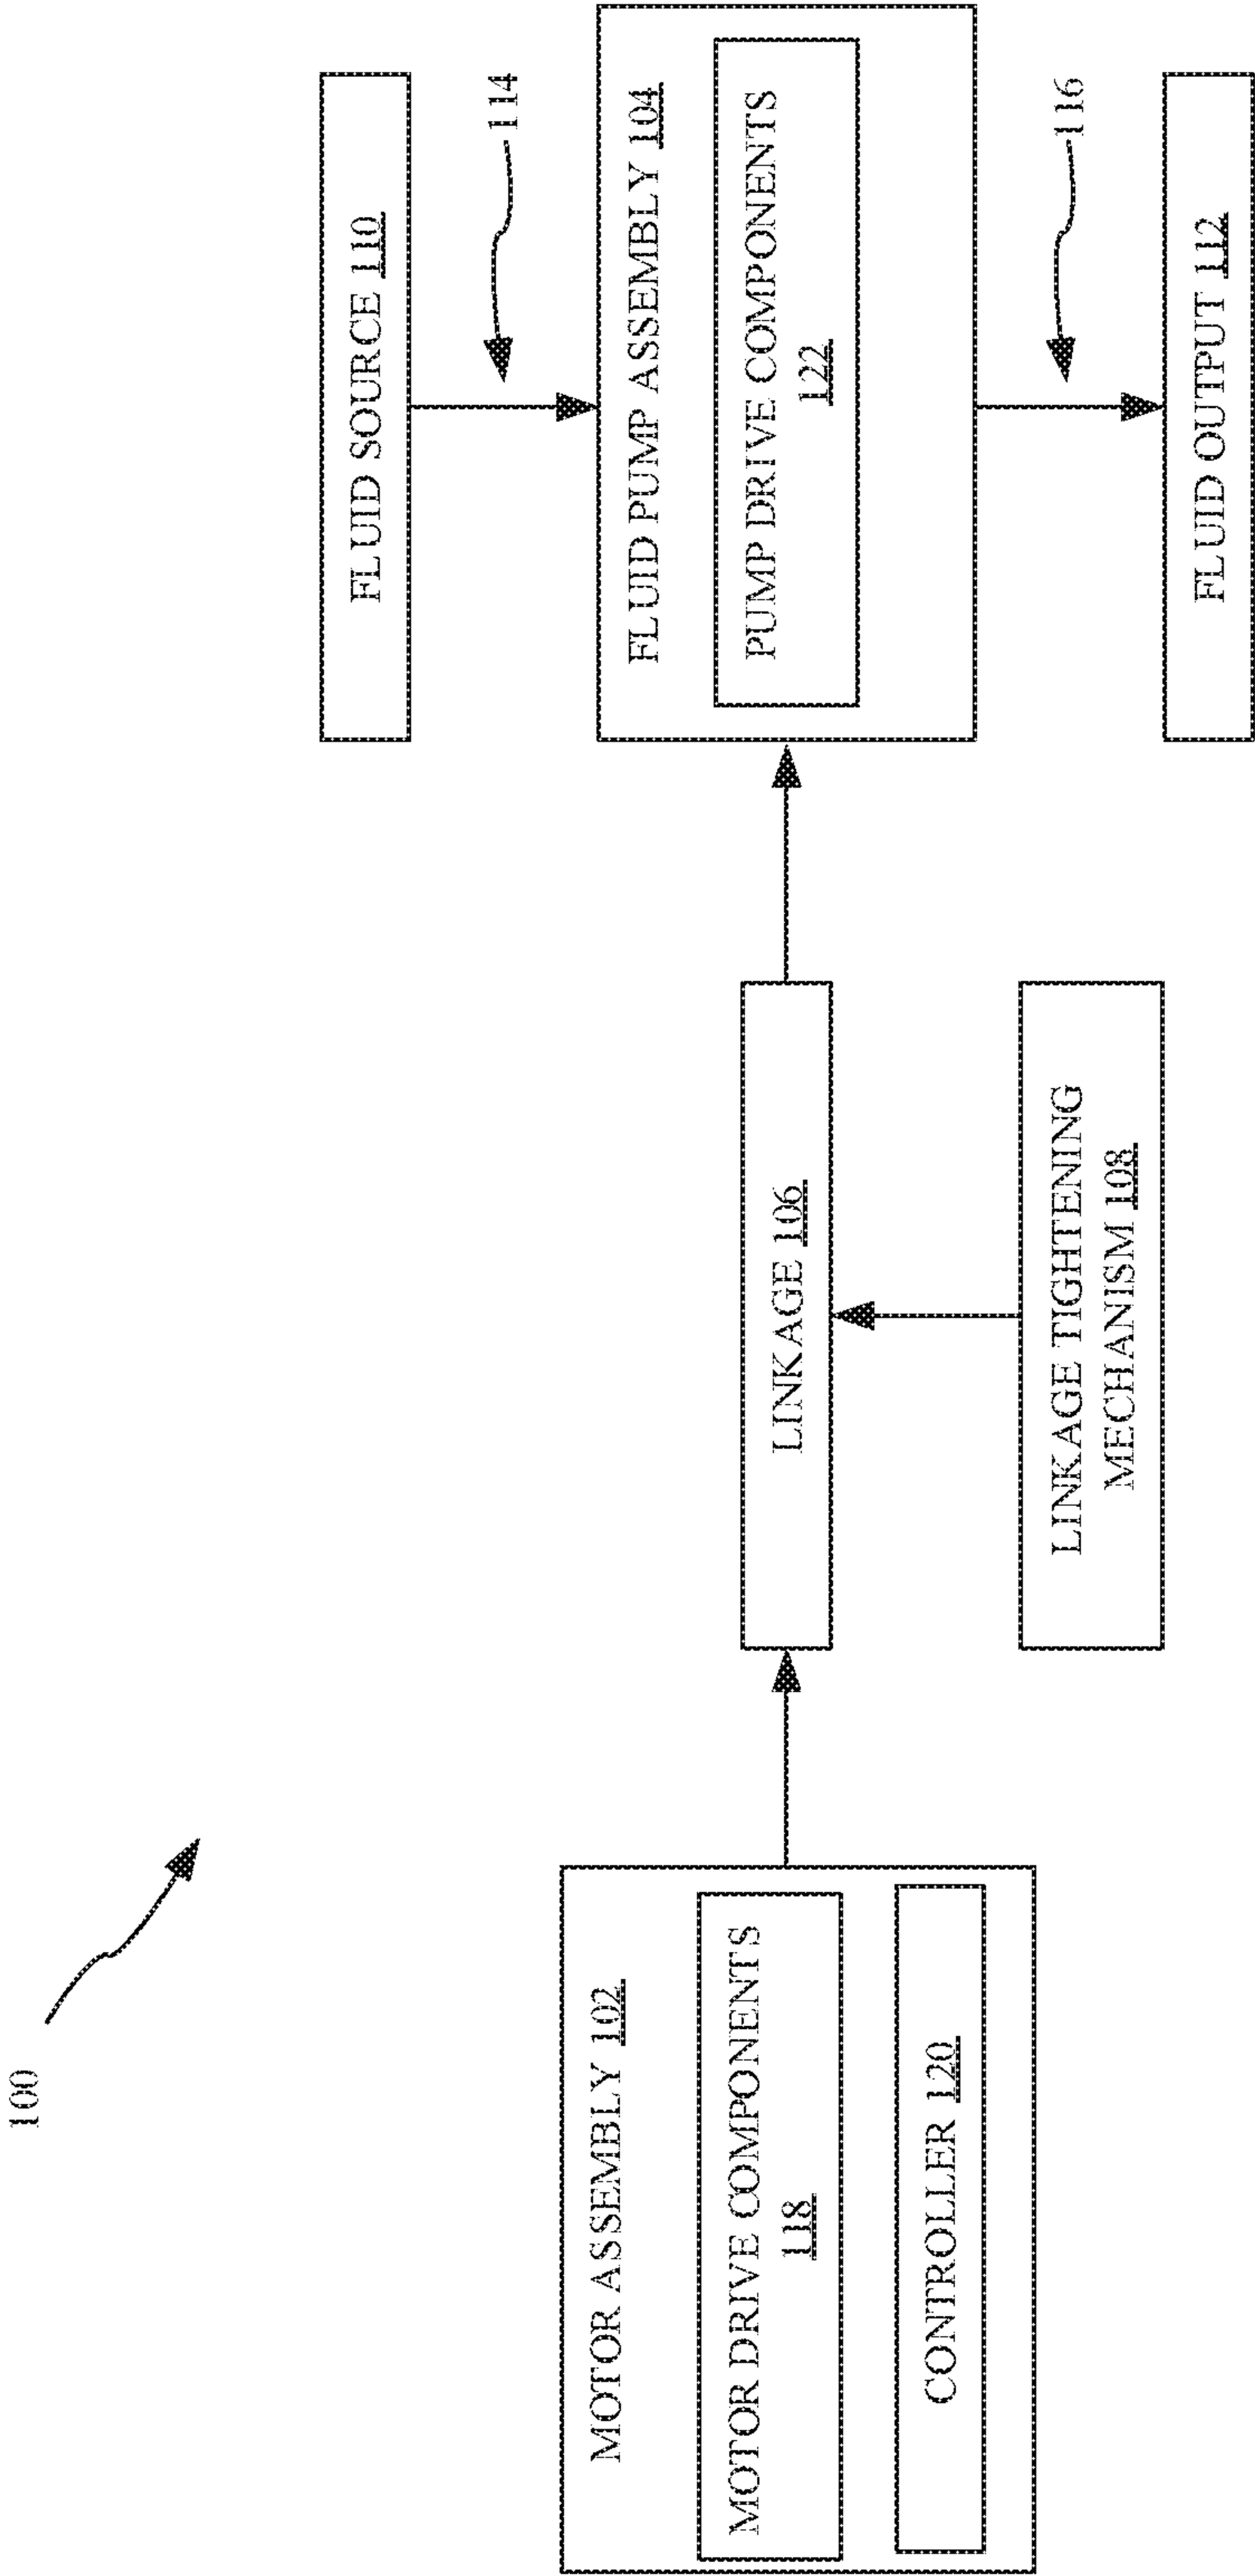 100
MOTOR ASSEMBLY 102
MOTOR DRIVE COMPONENTS
118
CONTROLLER 120
LINKAGE 106
LINKAGE TIGHTENING
MECHANISM 108
FLUID SOURCE 110
114
FLUID PUMP ASSEMBLY 104
PUMP DRIVE COMPONENTS
122
116
FLUID OUTPUT 112